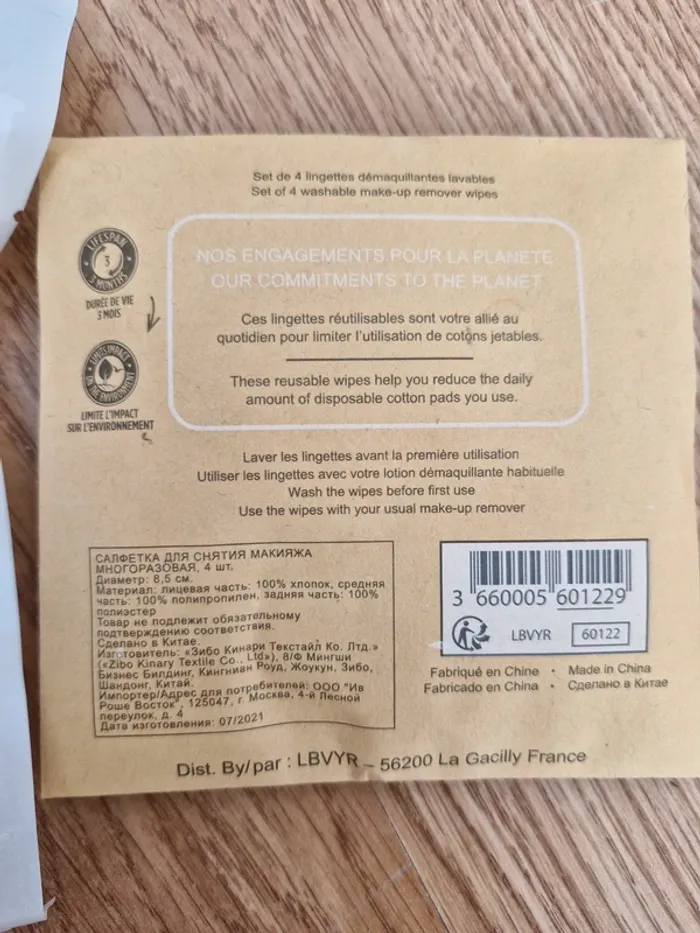 Set de 4 lingettes démaquillantes lavables
Set of 4 washable make-up remover wipes
LIFESPAN
3
3 MONTHS
DURÉE DE VIE
3 MOIS
LIMITS IMPACT
ON THE ENVIRONMENT
LIMITE L'IMPACT
SUR L'ENVIRONNEMENT
NOS ENGAGEMENTS POUR LA PLANETE
OUR COMMITMENTS TO THE PLANET
Ces lingettes réutilisables sont votre allié au
quotidien pour limiter l'utilisation de cotons jetables.
These reusable wipes help you reduce the daily
amount of disposable cotton pads you use.
Laver les lingettes avant la première utilisation
Utiliser les lingettes avec votre lotion démaquillante habituelle
Wash the wipes before first use
Use the wipes with your usual make-up remover
САЛФЕТКА ДЛЯ СНЯТИЯ МАКИЯЖА
МНОГОРАЗОВАЯ, 4 шт.
Диаметр: 8,5 см.
Материал: лицевая часть: 100% хлопок, средняя
часть: 100% полипропилен, задняя часть: 100%
полиэстер
Товар не подлежит обязательному
подтверждению соответствия.
Сделано в Китае.
Изготовитель: «Зибо Кинари Текстайл Ко. Лтд.»
(«Zibo Kinary Textile Co., Ltd»), 8/Ф Мингши
Бизнес Билдинг, Кингниан Роуд, Жоукун, Зибо,
Шандонг, Китай.
Импортер/Адрес для потребителей: ООО "Ив
Роше Восток", 125047, г. Москва, 4-й Лесной
переулок, д. 4
Дата изготовления: 07/2021
3 660005 601229
LBVYR 60122
Fabriqué en Chine • Made in China
Fabricado en China • Сделано в Китае
Dist. By/par : LBVYR – 56200 La Gacilly France